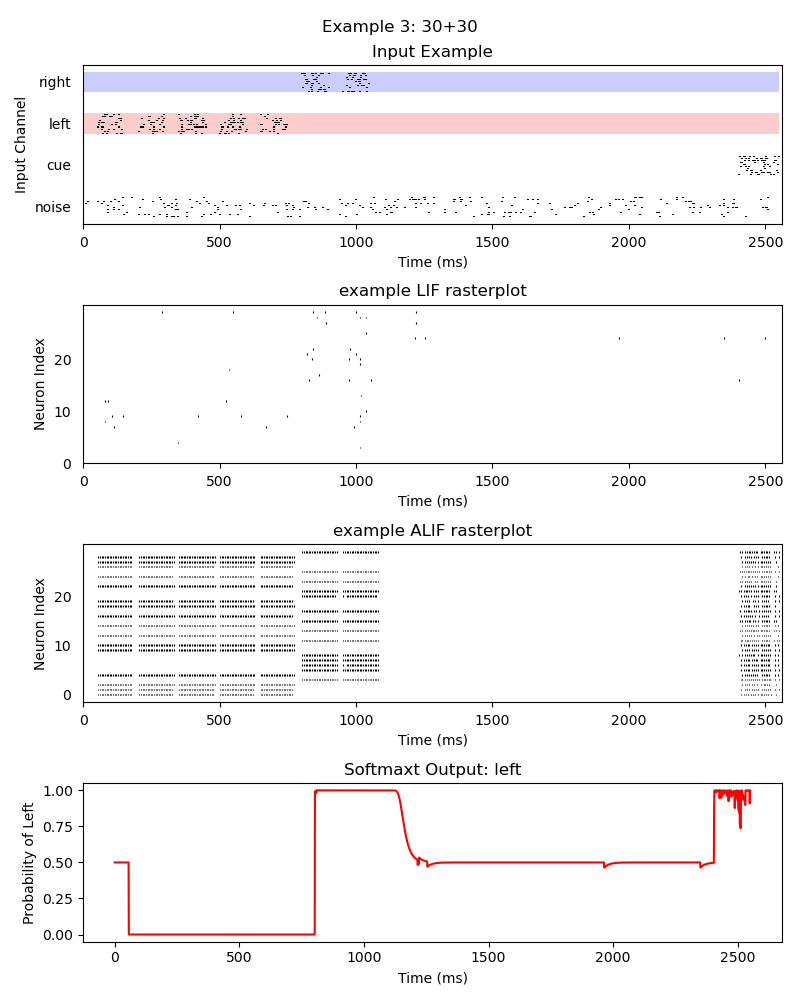 Example 3: 30+30
Input Example
Input Channel
right
left
cue
noise
0 500 1000 1500 2000 2500
Time (ms)
example LIF rasterplot
Neuron Index
20
10
0
0 500 1000 1500 2000 2500
Time (ms)
example ALIF rasterplot
Neuron Index
20
10
0
0 500 1000 1500 2000 2500
Time (ms)
Softmaxt Output: left
Probability of Left
1.00
0.75
0.50
0.25
0.00
0 500 1000 1500 2000 2500
Time (ms)